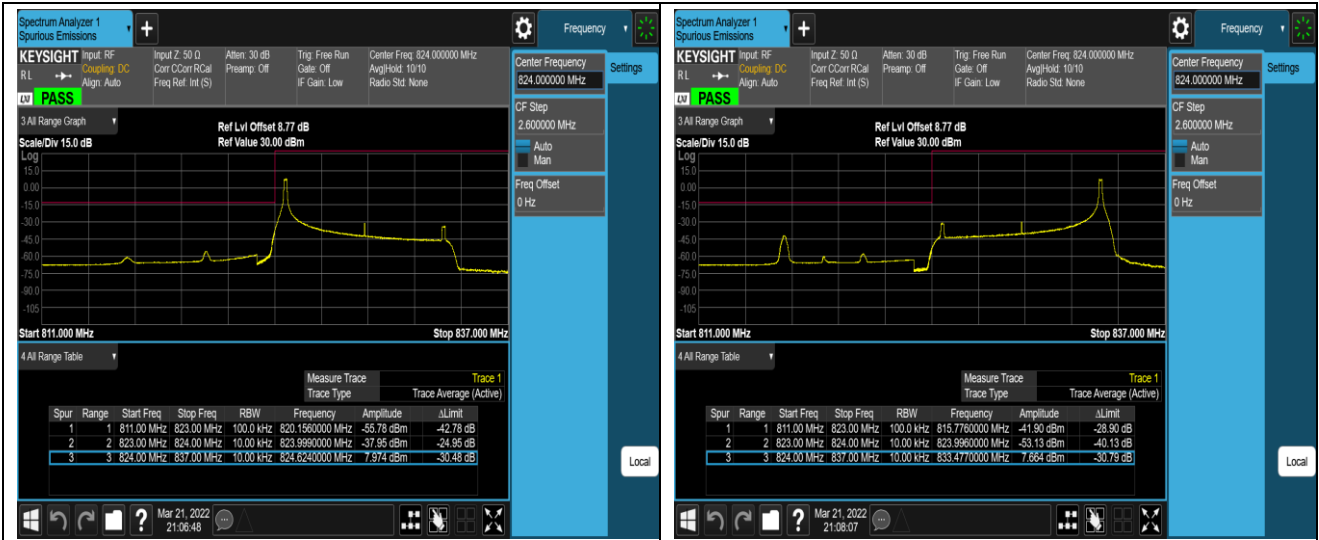 Spectrum Analyzer 1
Spurious Emissions
+
Frequency
KEYSIGHT Input: RF Input Z: 50 Ω Atten: 30 dB Trig: Free Run Center Freq: 824.000000 MHz
RL Coupling: DC Corr CCorr RCal Preamp: Off Gate: Off Avg|Hold: 10/10
Align: Auto Freq Ref: Int (S) IF Gain: Low Radio Std: None
PASS
Center Frequency
824.000000 MHz
Settings
CF Step
2.600000 MHz
Auto
Man
Freq Offset
0 Hz
3 All Range Graph
Ref Lvl Offset 8.77 dB
Scale/Div 15.0 dB Ref Value 30.00 dBm
Log
15.0
0.00
-15.0
-30.0
-45.0
-60.0
-75.0
-90.0
-105
Start 811.000 MHz Stop 837.000 MHz
4 All Range Table
Measure Trace Trace 1
Trace Type Trace Average (Active)
Spur Range Start Freq Stop Freq RBW Frequency Amplitude ΔLimit
1 1 811.00 MHz 823.00 MHz 100.0 kHz 820.1560000 MHz -55.78 dBm -42.78 dB
2 2 823.00 MHz 824.00 MHz 10.00 kHz 823.9990000 MHz -37.95 dBm -24.95 dB
3 3 824.00 MHz 837.00 MHz 10.00 kHz 824.6240000 MHz 7.974 dBm -30.48 dB
Local
?
Mar 21, 2022
21:06:48
Spectrum Analyzer 1
Spurious Emissions
+
Frequency
KEYSIGHT Input: RF Input Z: 50 Ω Atten: 30 dB Trig: Free Run Center Freq: 824.000000 MHz
RL Coupling: DC Corr CCorr RCal Preamp: Off Gate: Off Avg|Hold: 10/10
Align: Auto Freq Ref: Int (S) IF Gain: Low Radio Std: None
PASS
Center Frequency
824.000000 MHz
Settings
CF Step
2.600000 MHz
Auto
Man
Freq Offset
0 Hz
3 All Range Graph
Ref Lvl Offset 8.77 dB
Scale/Div 15.0 dB Ref Value 30.00 dBm
Log
15.0
0.00
-15.0
-30.0
-45.0
-60.0
-75.0
-90.0
-105
Start 811.000 MHz Stop 837.000 MHz
4 All Range Table
Measure Trace Trace 1
Trace Type Trace Average (Active)
Spur Range Start Freq Stop Freq RBW Frequency Amplitude ΔLimit
1 1 811.00 MHz 823.00 MHz 100.0 kHz 815.7760000 MHz -41.90 dBm -28.90 dB
2 2 823.00 MHz 824.00 MHz 10.00 kHz 823.9960000 MHz -53.13 dBm -40.13 dB
3 3 824.00 MHz 837.00 MHz 10.00 kHz 833.4770000 MHz 7.664 dBm -30.79 dB
Local
?
Mar 21, 2022
21:08:07